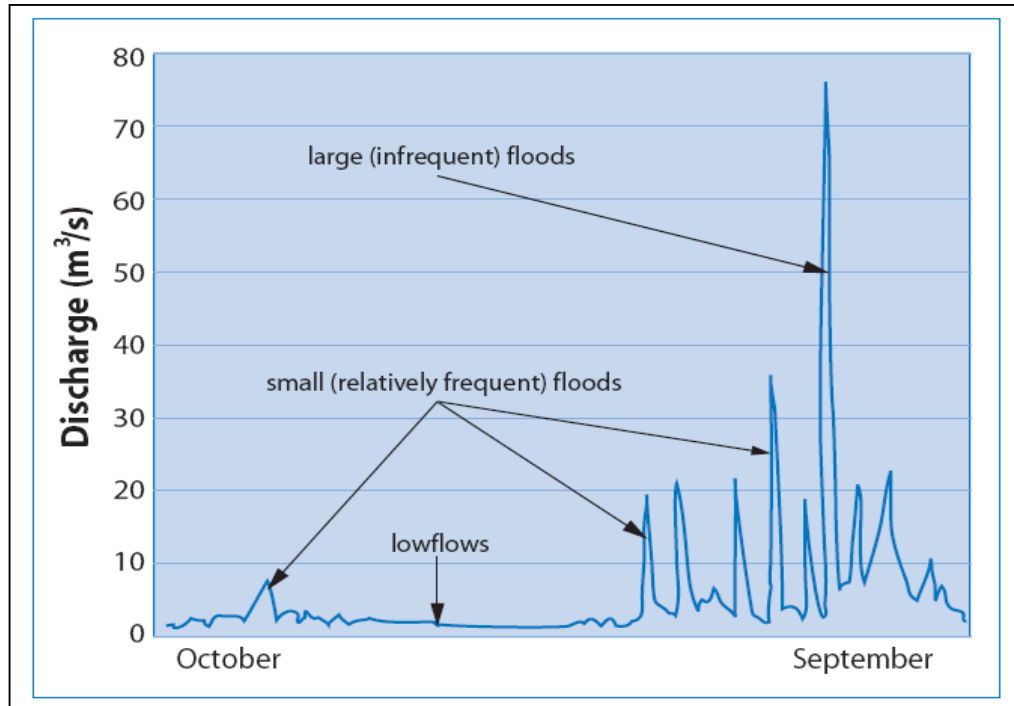 80
70
large (infrequent) floods
60
50
Discharge (m³/s)
40
small (relatively frequent) floods
30
20
lowflows
10
0
October
September